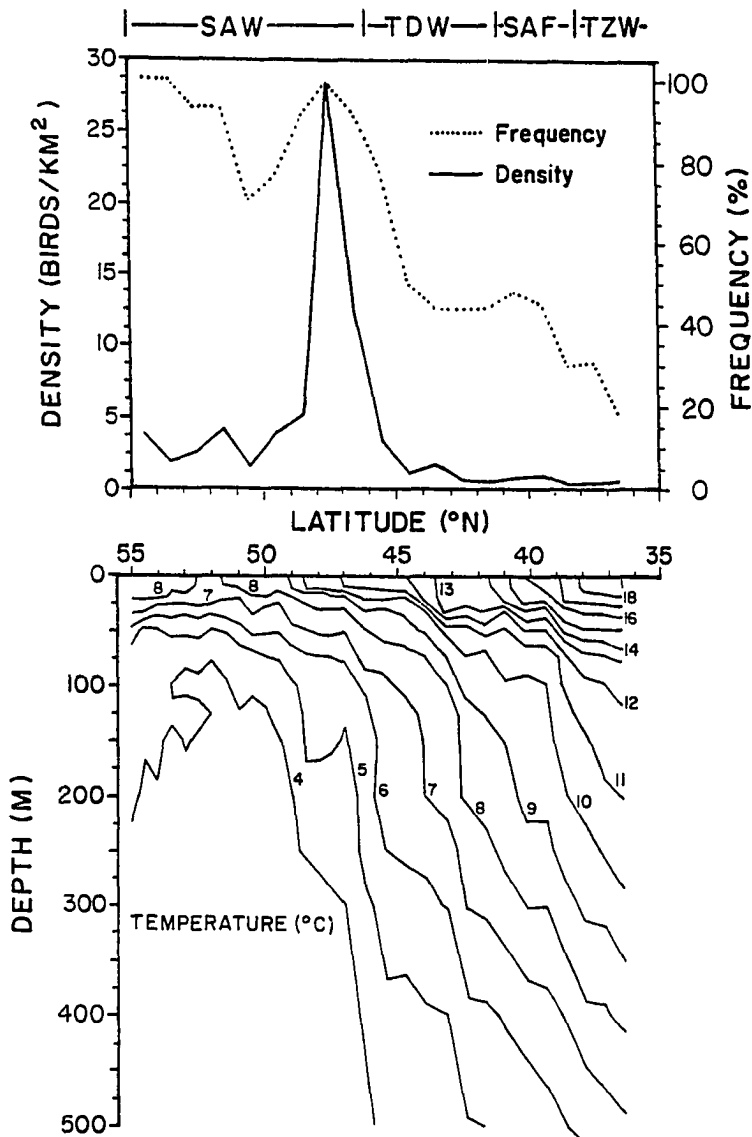 SAW TDW SAF TZW
30
25
20
15
10
5
0
DENSITY (BIRDS/KM²)
Frequency
Density
100
80
60
40
20
0
FREQUENCY (%)
LATITUDE (°N)
55 50 45 40 35
0
100
200
300
400
500
DEPTH (M)
8 7 8 13 18
16
14
12
11
4 5 6 7 8 9 10
TEMPERATURE (°C)